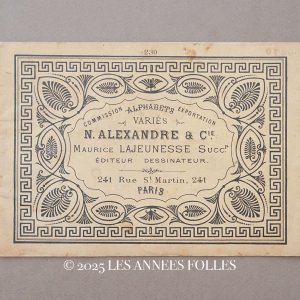 230
COMMISSION ALPHABETS EXPORTATION
VARIÉS
N. ALEXANDRE & Cie
MAURICE LAJEUNESSE SUCCr
ÉDITEUR DESSINATEUR.
241 RUE St MARTIN, 241
PARIS
© 2025 LES ANNEES FOLLES